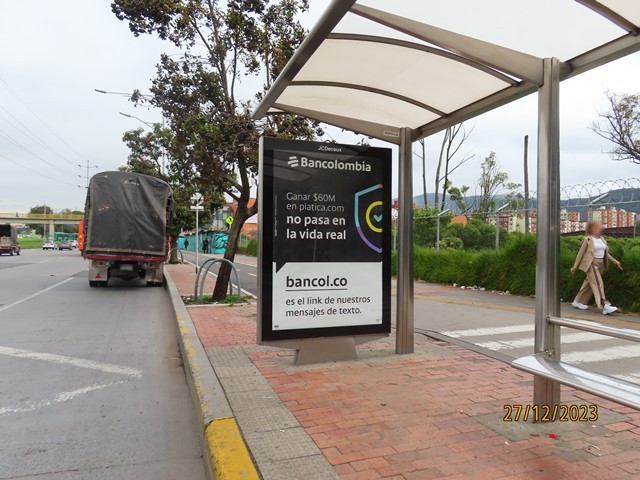 JCDecaux
Bancolombia
Ganar $60M
en platica.com
no pasa en
la vida real
bancol.co
es el link de nuestros
mensajes de texto.
27/12/2023